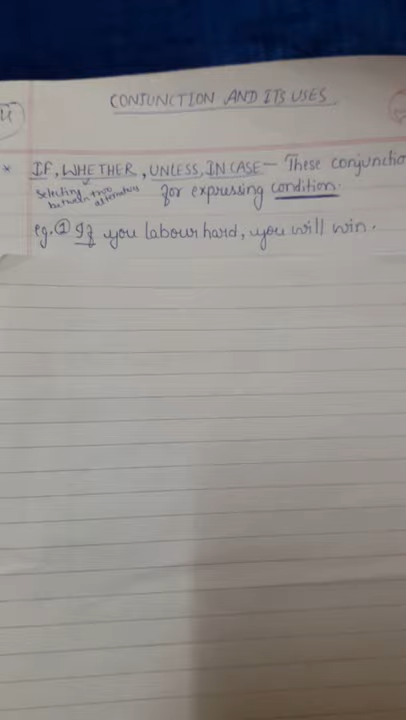 CONJUNCTION AND ITS USES
* IF, WHETHER, UNLESS, IN CASE - These conjunctio
selecting between two alternatives
for expressing condition.
eg. ① If you labour hard, you will win.